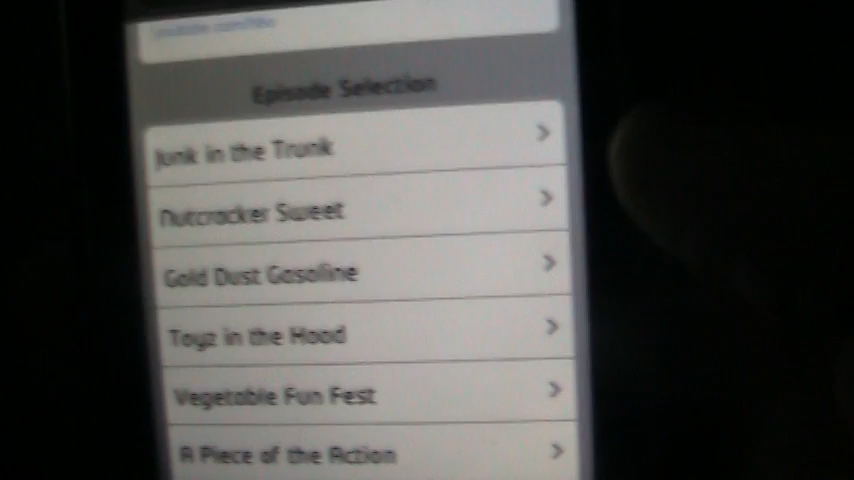 Episode Selection
Junk in the Trunk
Nutcracker Sweet
Gold Dust Gasoline
Toyz in the Hood
Vegetable Fun Fest
A Piece of the Action